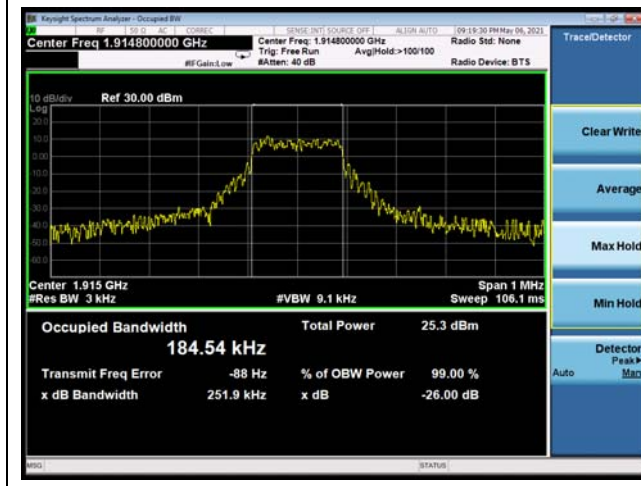 Keysight Spectrum Analyzer - Occupied BW
RF 50 Ω AC CORREC SENSE:INT SOURCE OFF ALIGN AUTO 09:19:30 PM May 06, 2021
Center Freq 1.914800000 GHz
Center Freq: 1.914800000 GHz
Radio Std: None
Trig: Free Run
Avg|Hold:>100/100
#IFGain:Low
#Atten: 40 dB
Radio Device: BTS
Trace/Detector
10 dB/div
Ref 30.00 dBm
Log
20.0
10.0
0.00
-10.0
-20.0
-30.0
-40.0
-50.0
-60.0
Center 1.915 GHz
Span 1 MHz
#Res BW 3 kHz
#VBW 9.1 kHz
Sweep 106.1 ms
Occupied Bandwidth
184.54 kHz
Total Power
25.3 dBm
Transmit Freq Error
-88 Hz
% of OBW Power
99.00 %
x dB Bandwidth
251.9 kHz
x dB
-26.00 dB
Clear Write
Average
Max Hold
Min Hold
Detector
Peak▶
Auto
Man
MSG
STATUS